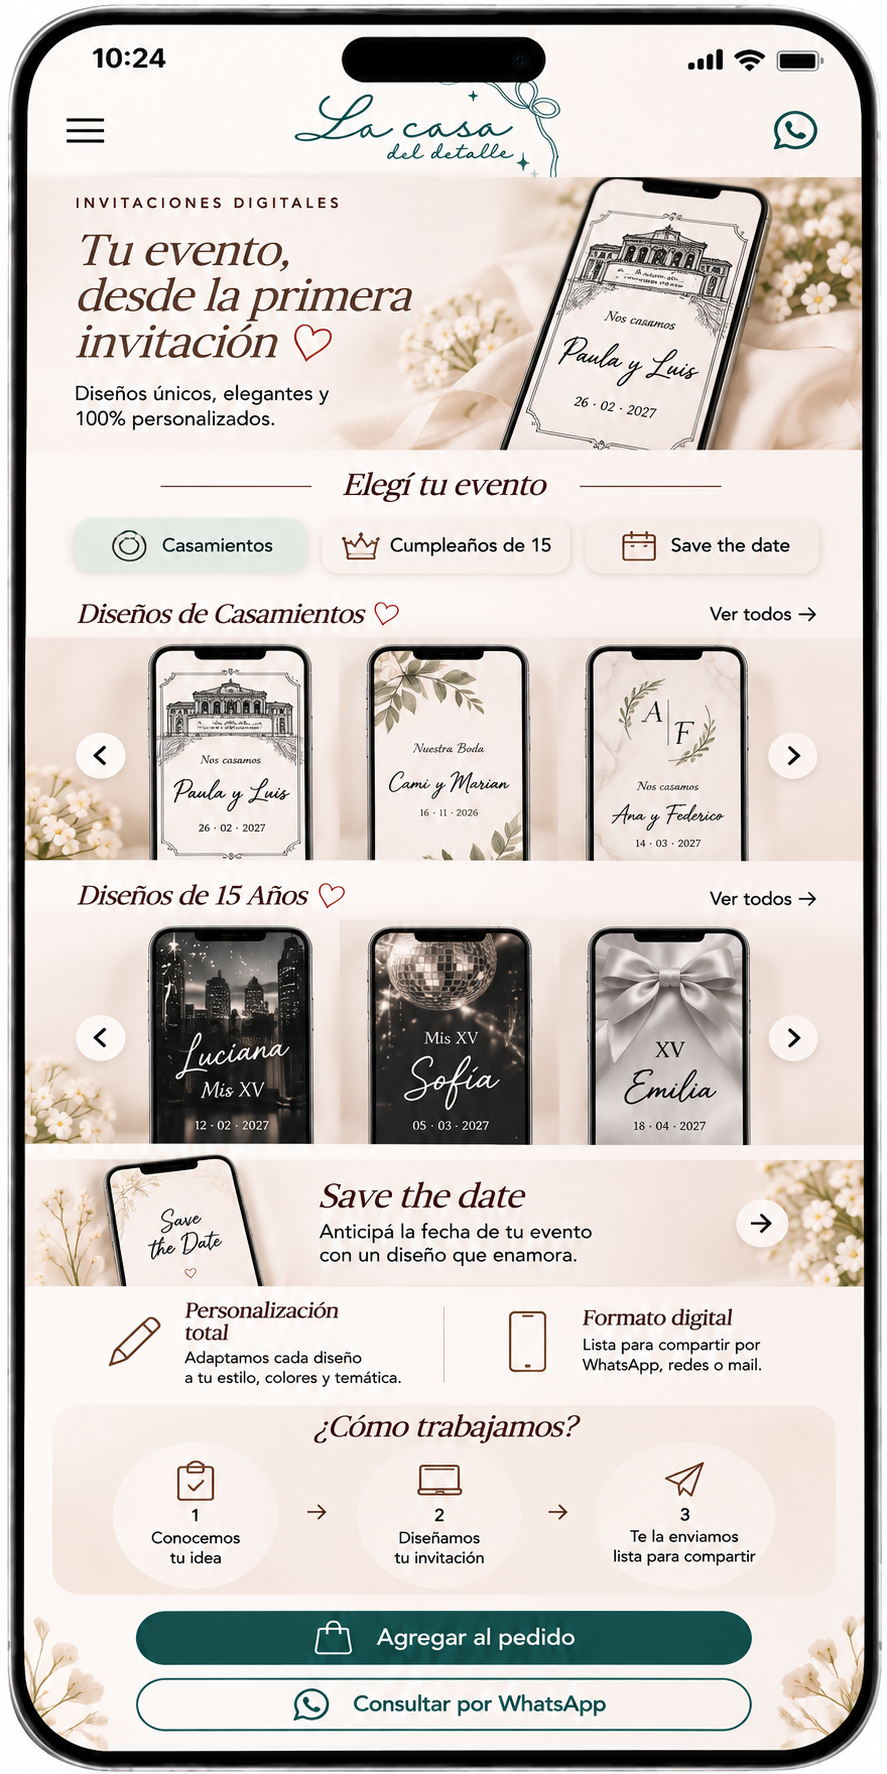 10:24
La casa
del detalle
INVITACIONES DIGITALES
Tu evento,
desde la primera
invitación
Diseños únicos, elegantes y
100% personalizados.
Nos casamos
Paula y Luis
26 · 02 · 2027
Elegí tu evento
Casamientos
Cumpleaños de 15
Save the date
Diseños de Casamientos
Ver todos →
Nos casamos
Paula y Luis
26 · 02 · 2027
Nuestra Boda
Cami y Marian
16 · 11 · 2026
A F
Nos casamos
Ana y Federico
14 · 03 · 2027
Diseños de 15 Años
Ver todos →
Luciana
Mis XV
12 · 02 · 2027
Mis XV
Sofía
05 · 03 · 2027
XV
Emilia
18 · 04 · 2027
Save
the Date
Save the date
Anticipá la fecha de tu evento
con un diseño que enamora.
Personalización
total
Adaptamos cada diseño
a tu estilo, colores y temática.
Formato digital
Lista para compartir por
WhatsApp, redes o mail.
¿Cómo trabajamos?
1
Conocemos
tu idea
2
Diseñamos
tu invitación
3
Te la enviamos
lista para compartir
Agregar al pedido
Consultar por WhatsApp